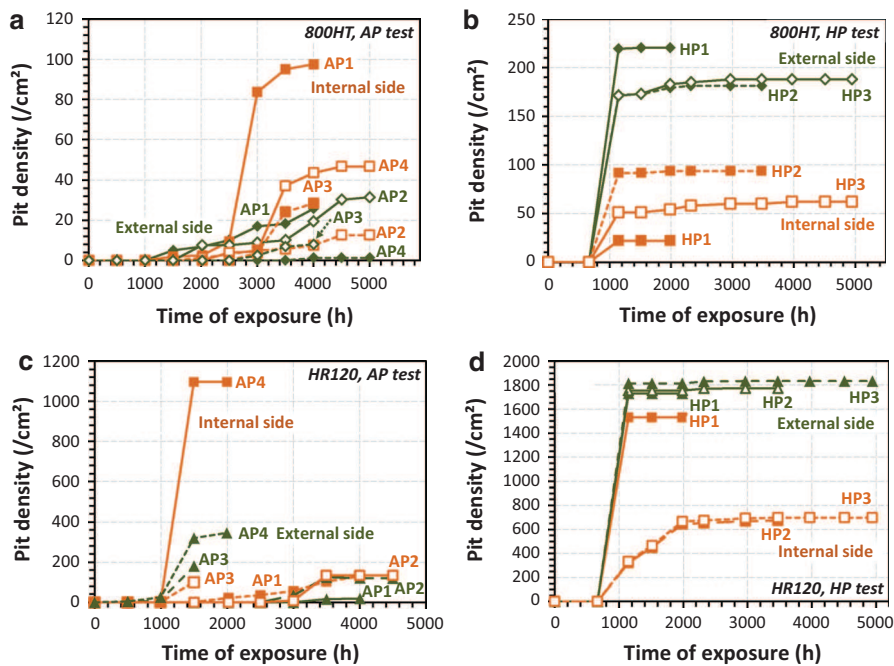 a
800HT, AP test
Pit density (/cm²)
120
100
80
60
40
20
0
AP1
Internal side
AP4
AP3
AP2
AP1
External side
AP3
AP2
AP4
0 1000 2000 3000 4000 5000
Time of exposure (h)
b
800HT, HP test
Pit density (/cm²)
250
200
150
100
50
0
HP1
External side
HP2
HP3
HP2
HP3
Internal side
HP1
0 1000 2000 3000 4000 5000
Time of exposure (h)
c
HR120, AP test
Pit density (/cm²)
1200
1000
800
600
400
200
0
AP4
Internal side
AP4
External side
AP3
AP3
AP1
AP2
AP1
AP2
0 1000 2000 3000 4000 5000
Time of exposure (h)
d
Pit density (/cm²)
2000
1800
1600
1400
1200
1000
800
600
400
200
0
HP1
HP2
HP3
External side
HP1
HP3
HP2
Internal side
HR120, HP test
0 1000 2000 3000 4000 5000
Time of exposure (h)